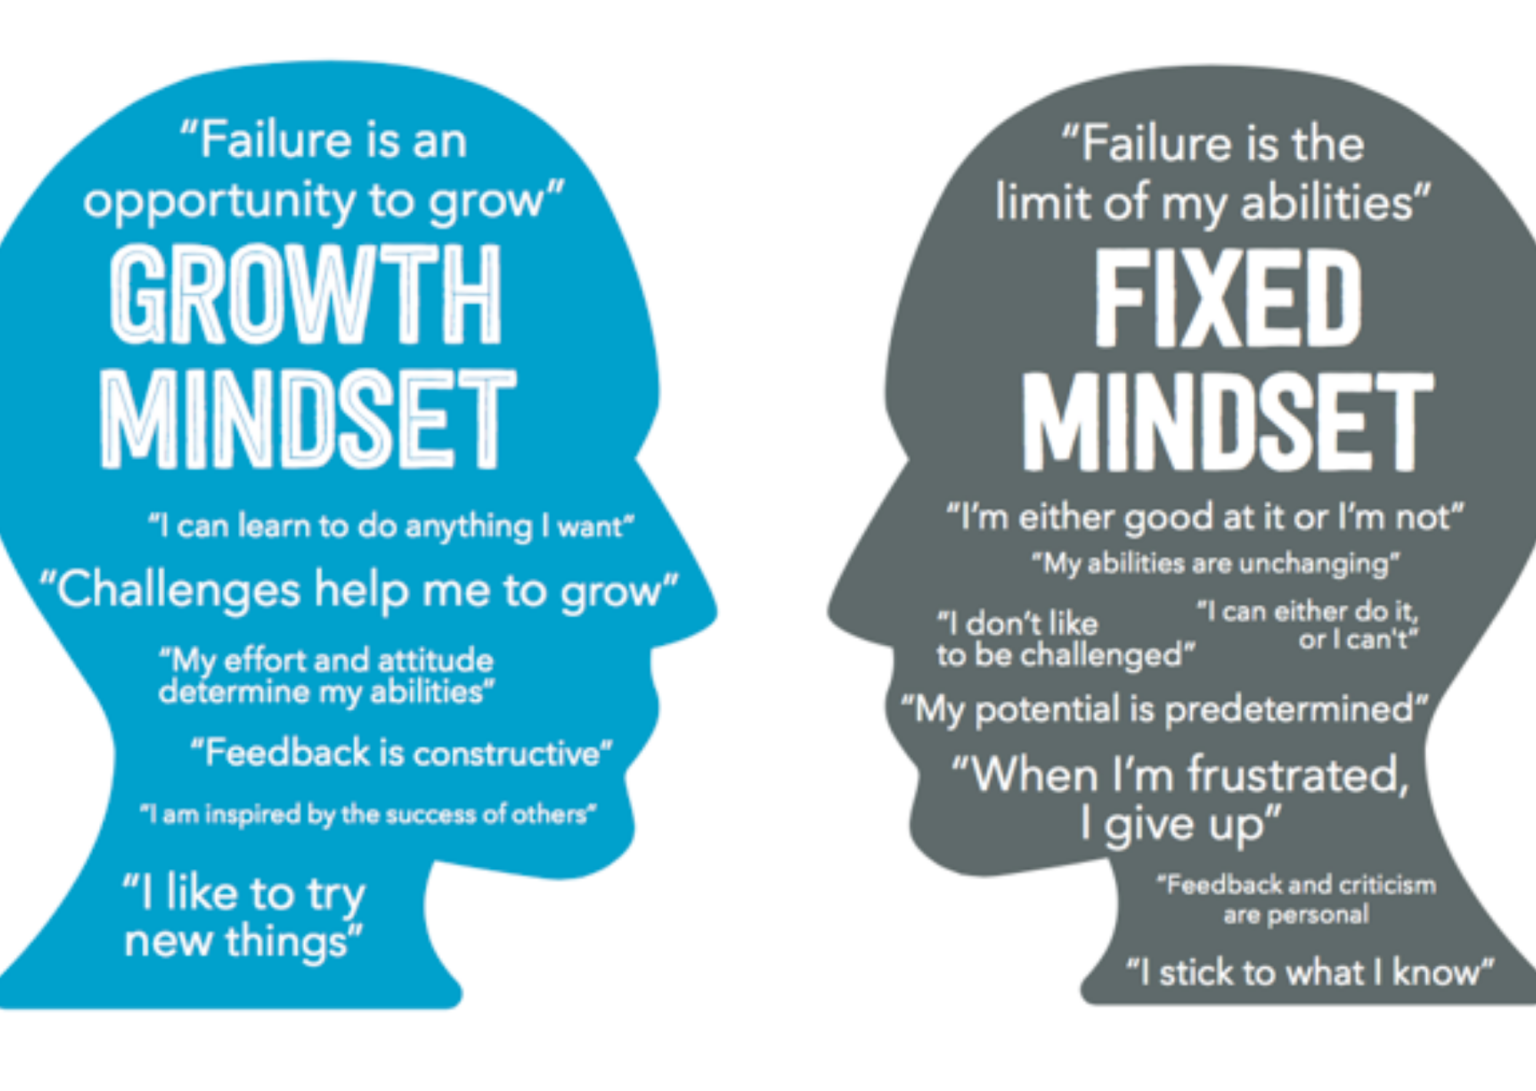 “Failure is an
opportunity to grow”
GROWTH
MINDSET
“I can learn to do anything I want”
“Challenges help me to grow”
“My effort and attitude
determine my abilities”
“Feedback is constructive”
“I am inspired by the success of others”
“I like to try
new things”
“Failure is the
limit of my abilities”
FIXED
MINDSET
“I’m either good at it or I’m not”
“My abilities are unchanging”
“I don’t like
to be challenged”
“I can either do it,
or I can't”
“My potential is predetermined”
“When I’m frustrated,
I give up”
“Feedback and criticism
are personal
“I stick to what I know”